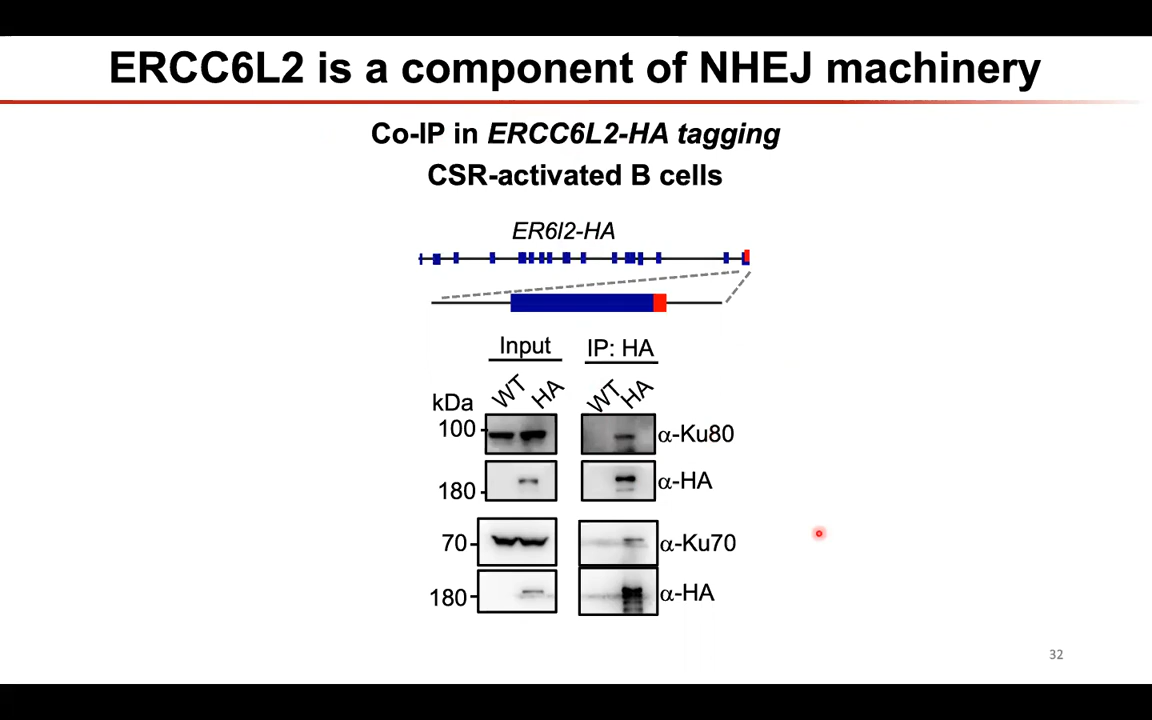 ERCC6L2 is a component of NHEJ machinery
Co-IP in ERCC6L2-HA tagging
CSR-activated B cells
ER6l2-HA
Input
IP: HA
kDa
WT HA
WT HA
100
α-Ku80
180
α-HA
70
α-Ku70
180
α-HA
32